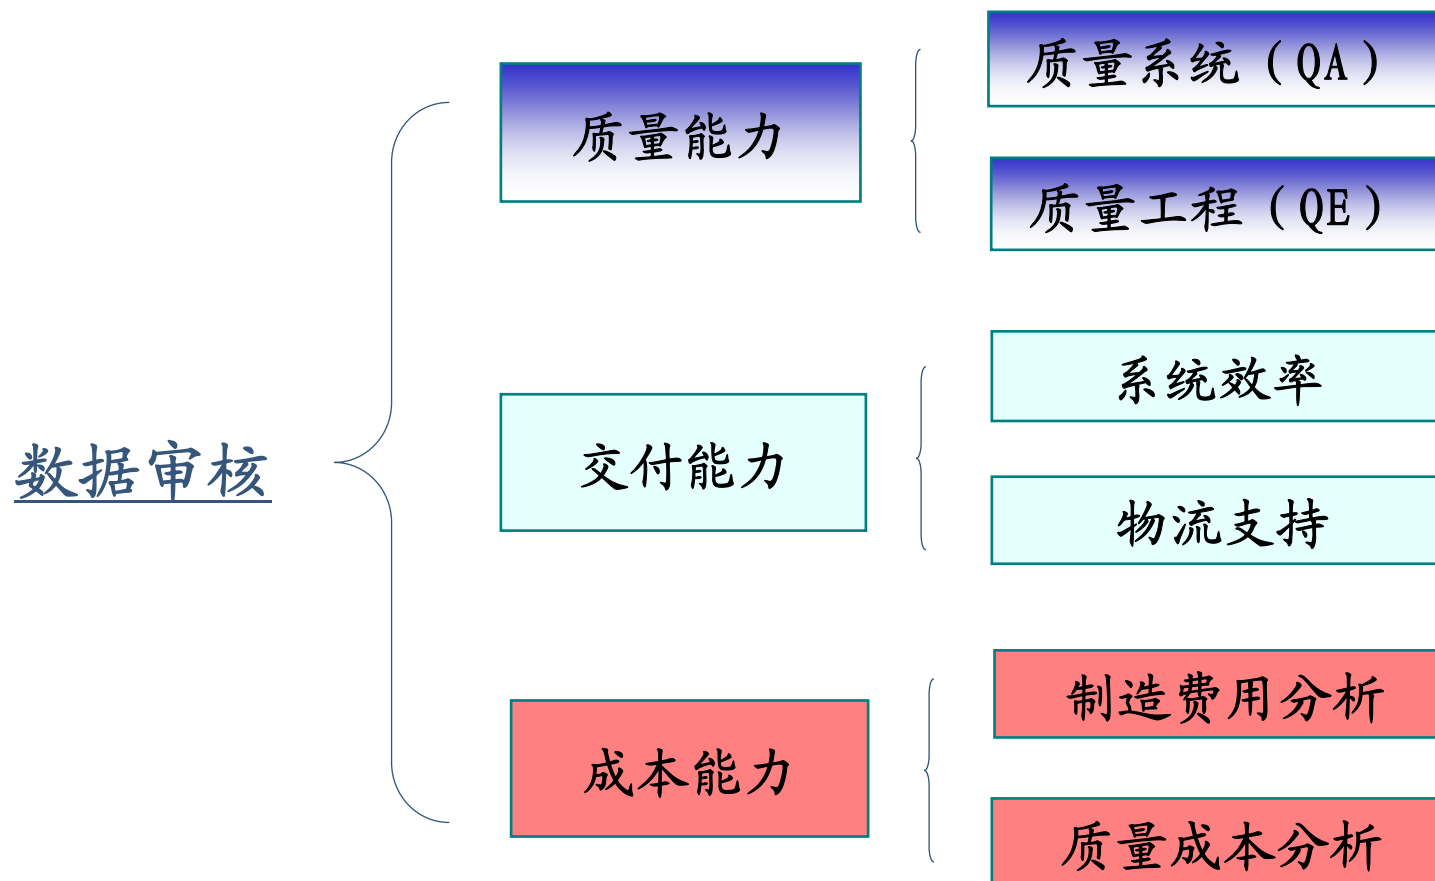 数据审核
质量能力
质量系统（QA）
质量工程（QE）
交付能力
系统效率
物流支持
成本能力
制造费用分析
质量成本分析